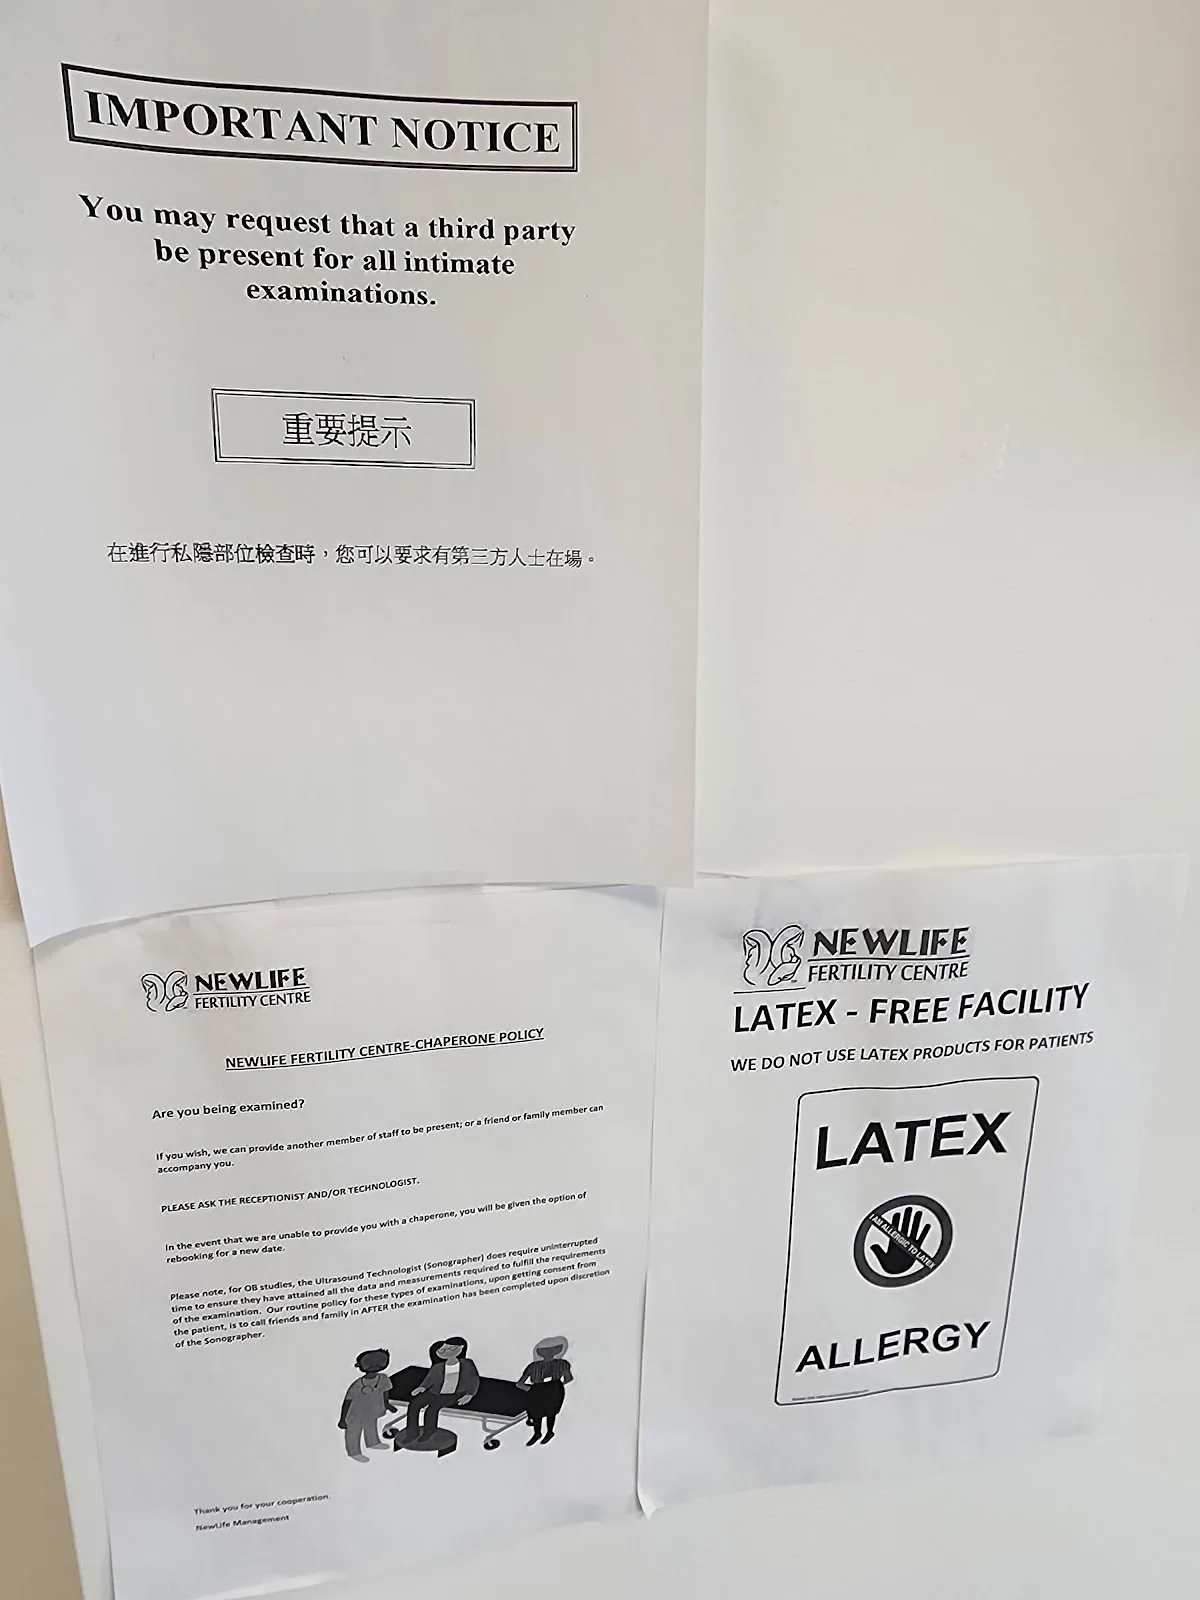 IMPORTANT NOTICE
You may request that a third party
be present for all intimate
examinations.
重要提示
在進行私隱部位檢查時，您可以要求有第三方人士在場。
NEWLIFE
FERTILITY CENTRE
NEWLIFE FERTILITY CENTRE-CHAPERONE POLICY
Are you being examined?
If you wish, we can provide another member of staff to be present; or a friend or family member can
accompany you.
PLEASE ASK THE RECEPTIONIST AND/OR TECHNOLOGIST.
In the event that we are unable to provide you with a chaperone, you will be given the option of
rebooking for a new date.
Please note, for OB studies, the Ultrasound Technologist (Sonographer) does require uninterrupted
time to ensure they have attained all the data and measurements required to fulfill the requirements
of the examination. Our routine policy for these types of examinations, upon getting consent from
the patient, is to call friends and family in AFTER the examination has been completed upon discretion
of the Sonographer.
Thank you for your cooperation.
NewLife Management
NEWLIFE
FERTILITY CENTRE
LATEX - FREE FACILITY
WE DO NOT USE LATEX PRODUCTS FOR PATIENTS
LATEX
I AM ALLERGIC TO LATEX
ALLERGY